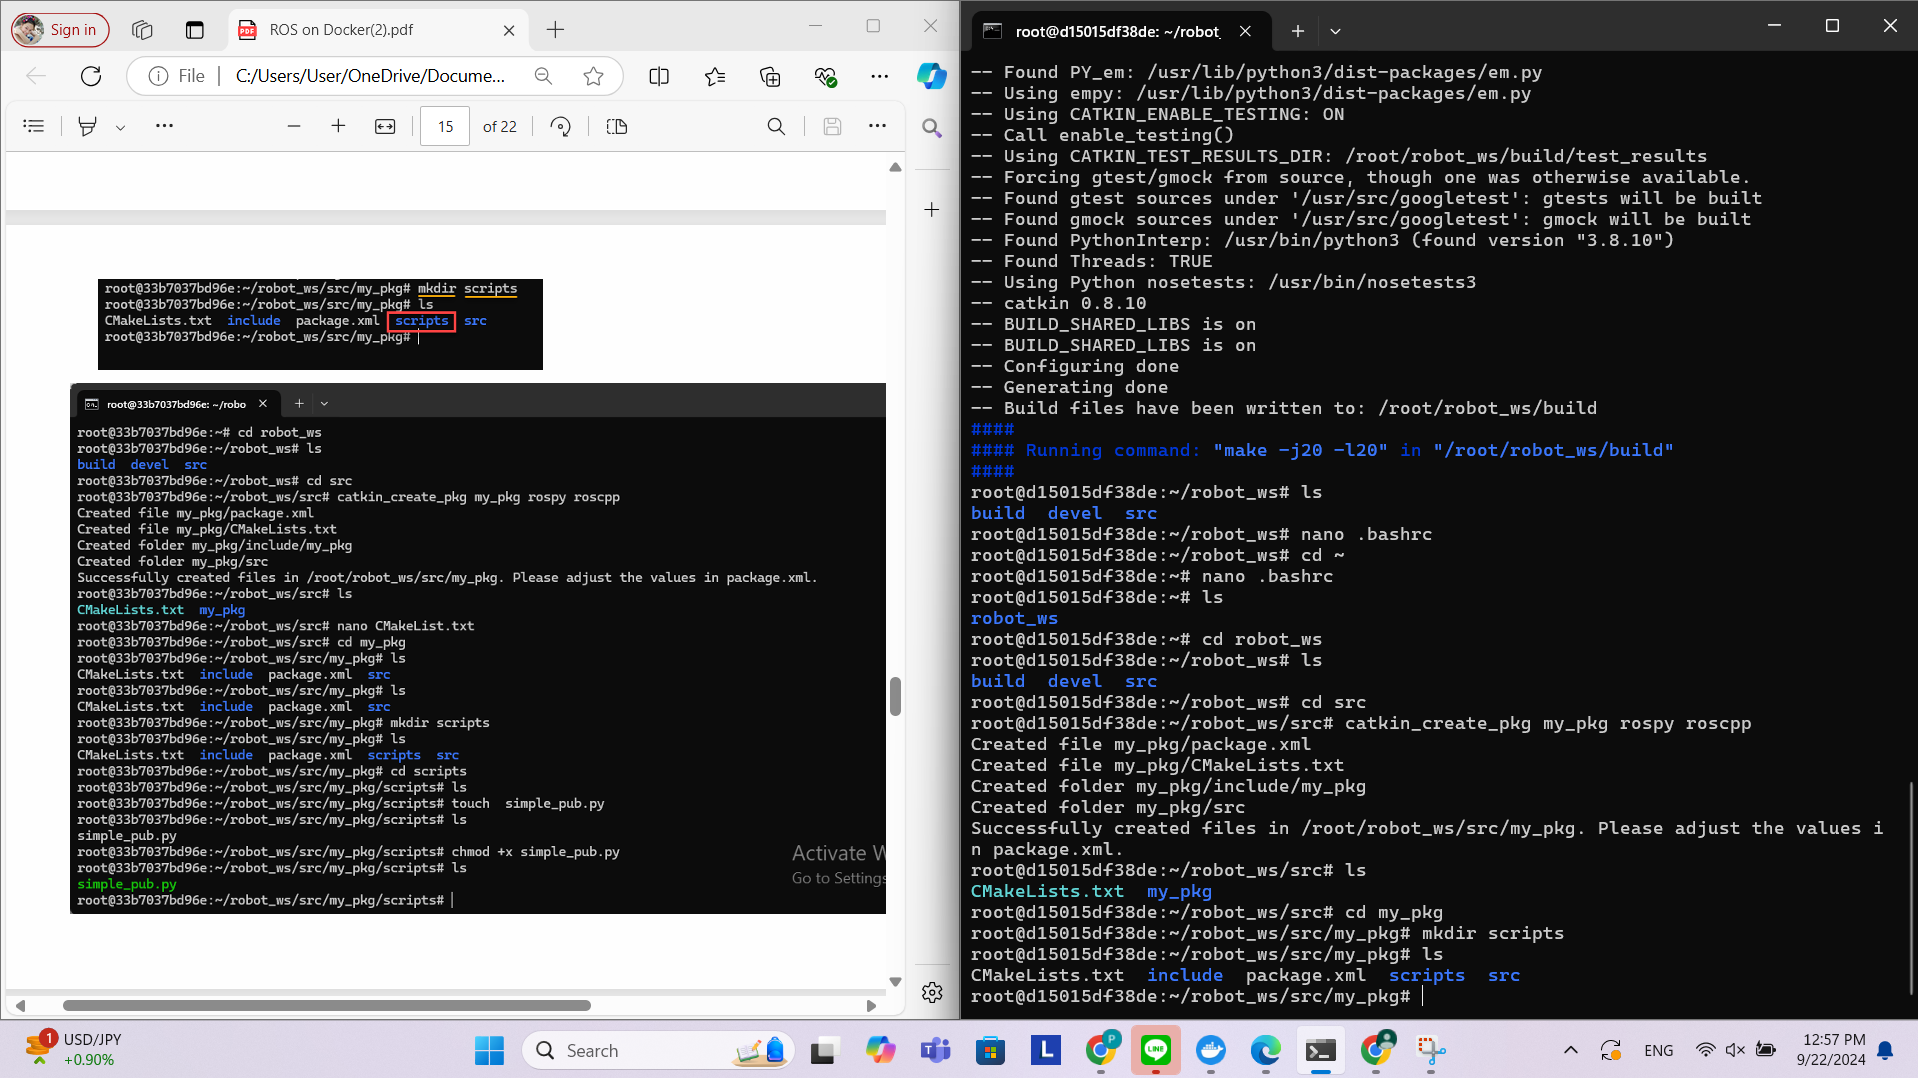 Sign in
ROS on Docker(2).pdf
File
C:/Users/User/OneDrive/Docume...
15 of 22
root@33b7037bd96e:~/robot_ws/src/my_pkg# mkdir scripts
root@33b7037bd96e:~/robot_ws/src/my_pkg# ls
CMakeLists.txt include package.xml scripts src
root@33b7037bd96e:~/robot_ws/src/my_pkg#
root@33b7037bd96e: ~/robo
root@33b7037bd96e:~# cd robot_ws
root@33b7037bd96e:~/robot_ws# ls
build devel src
root@33b7037bd96e:~/robot_ws# cd src
root@33b7037bd96e:~/robot_ws/src# catkin_create_pkg my_pkg rospy roscpp
Created file my_pkg/package.xml
Created file my_pkg/CMakeLists.txt
Created folder my_pkg/include/my_pkg
Created folder my_pkg/src
Successfully created files in /root/robot_ws/src/my_pkg. Please adjust the values in package.xml.
root@33b7037bd96e:~/robot_ws/src# ls
CMakeLists.txt my_pkg
root@33b7037bd96e:~/robot_ws/src# nano CMakeList.txt
root@33b7037bd96e:~/robot_ws/src# cd my_pkg
root@33b7037bd96e:~/robot_ws/src/my_pkg# ls
CMakeLists.txt include package.xml src
root@33b7037bd96e:~/robot_ws/src/my_pkg# ls
CMakeLists.txt include package.xml src
root@33b7037bd96e:~/robot_ws/src/my_pkg# mkdir scripts
root@33b7037bd96e:~/robot_ws/src/my_pkg# ls
CMakeLists.txt include package.xml scripts src
root@33b7037bd96e:~/robot_ws/src/my_pkg# cd scripts
root@33b7037bd96e:~/robot_ws/src/my_pkg/scripts# ls
root@33b7037bd96e:~/robot_ws/src/my_pkg/scripts# touch simple_pub.py
root@33b7037bd96e:~/robot_ws/src/my_pkg/scripts# ls
simple_pub.py
root@33b7037bd96e:~/robot_ws/src/my_pkg/scripts# chmod +x simple_pub.py
root@33b7037bd96e:~/robot_ws/src/my_pkg/scripts# ls
simple_pub.py
root@33b7037bd96e:~/robot_ws/src/my_pkg/scripts#
Activate W
Go to Settings
root@d15015df38de: ~/robot_
-- Found PY_em: /usr/lib/python3/dist-packages/em.py
-- Using empy: /usr/lib/python3/dist-packages/em.py
-- Using CATKIN_ENABLE_TESTING: ON
-- Call enable_testing()
-- Using CATKIN_TEST_RESULTS_DIR: /root/robot_ws/build/test_results
-- Forcing gtest/gmock from source, though one was otherwise available.
-- Found gtest sources under '/usr/src/googletest': gtests will be built
-- Found gmock sources under '/usr/src/googletest': gmock will be built
-- Found PythonInterp: /usr/bin/python3 (found version "3.8.10")
-- Found Threads: TRUE
-- Using Python nosetests: /usr/bin/nosetests3
-- catkin 0.8.10
-- BUILD_SHARED_LIBS is on
-- BUILD_SHARED_LIBS is on
-- Configuring done
-- Generating done
-- Build files have been written to: /root/robot_ws/build
####
#### Running command: "make -j20 -l20" in "/root/robot_ws/build"
####
root@d15015df38de:~/robot_ws# ls
build devel src
root@d15015df38de:~/robot_ws# nano .bashrc
root@d15015df38de:~/robot_ws# cd ~
root@d15015df38de:~# nano .bashrc
root@d15015df38de:~# ls
robot_ws
root@d15015df38de:~# cd robot_ws
root@d15015df38de:~/robot_ws# ls
build devel src
root@d15015df38de:~/robot_ws# cd src
root@d15015df38de:~/robot_ws/src# catkin_create_pkg my_pkg rospy roscpp
Created file my_pkg/package.xml
Created file my_pkg/CMakeLists.txt
Created folder my_pkg/include/my_pkg
Created folder my_pkg/src
Successfully created files in /root/robot_ws/src/my_pkg. Please adjust the values i
n package.xml.
root@d15015df38de:~/robot_ws/src# ls
CMakeLists.txt my_pkg
root@d15015df38de:~/robot_ws/src# cd my_pkg
root@d15015df38de:~/robot_ws/src/my_pkg# mkdir scripts
root@d15015df38de:~/robot_ws/src/my_pkg# ls
CMakeLists.txt include package.xml scripts src
root@d15015df38de:~/robot_ws/src/my_pkg#
1
USD/JPY
+0.90%
Search
L
P
LINE
ENG
12:57 PM
9/22/2024